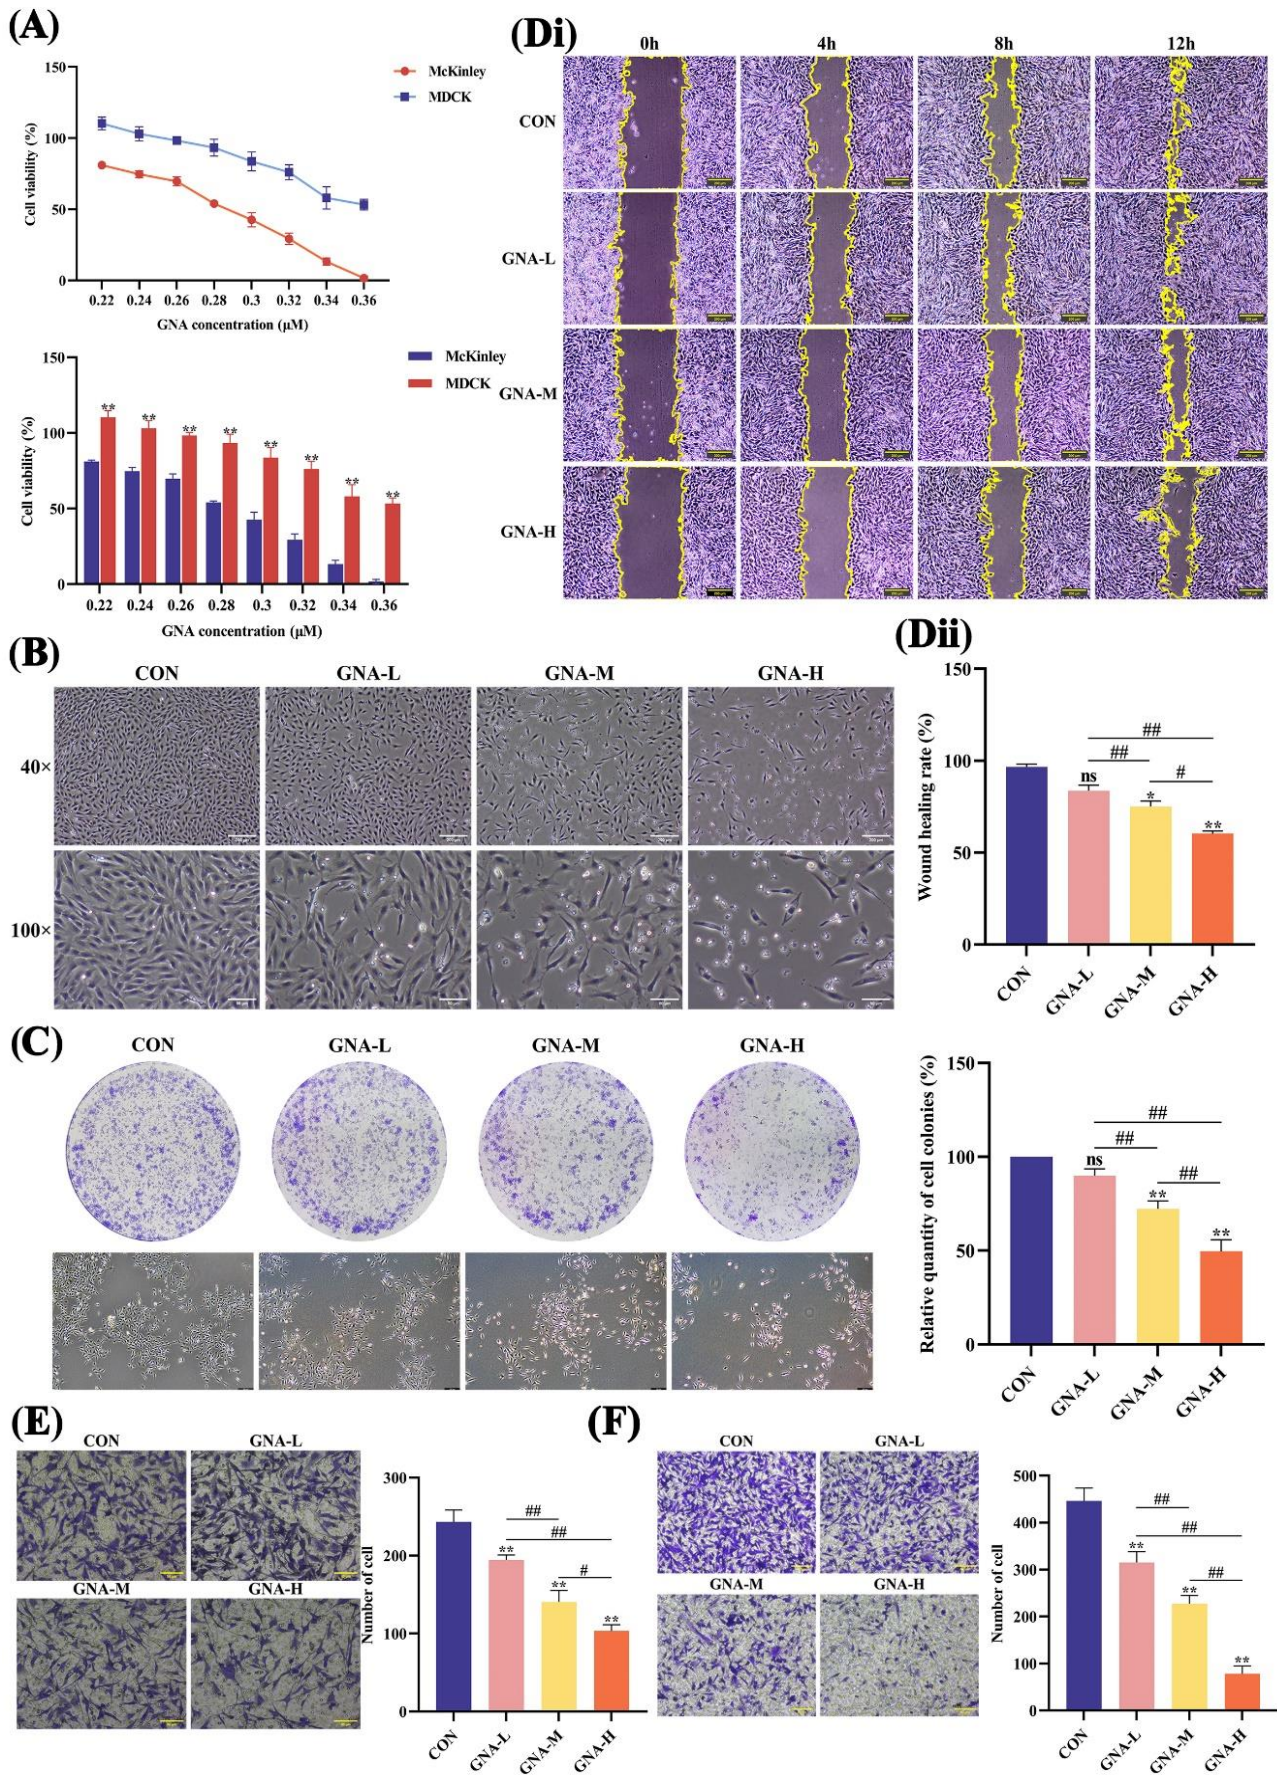 (A)
150
100
50
0
Cell viability (%)
0.22 0.24 0.26 0.28 0.3 0.32 0.34 0.36
GNA concentration (μM)
McKinley
MDCK
150
100
50
0
Cell viability (%)
** ** ** ** ** ** ** **
0.22 0.24 0.26 0.28 0.3 0.32 0.34 0.36
GNA concentration (μM)
McKinley
MDCK
(Di)
0h 4h 8h 12h
CON
GNA-L
GNA-M
GNA-H
(B)
CON GNA-L GNA-M GNA-H
40×
100×
(Dii)
150
100
50
0
Wound healing rate (%)
##
## #
ns * **
CON GNA-L GNA-M GNA-H
(C)
CON GNA-L GNA-M GNA-H
150
100
50
0
Relative quantity of cell colonies (%)
##
##
##
ns ** **
CON GNA-L GNA-M GNA-H
(E)
CON GNA-L
GNA-M GNA-H
300
200
100
0
Number of cell
##
##
#
** ** **
CON GNA-L GNA-M GNA-H
(F)
CON GNA-L
GNA-M GNA-H
500
400
300
200
100
0
Number of cell
##
##
##
** ** **
CON GNA-L GNA-M GNA-H